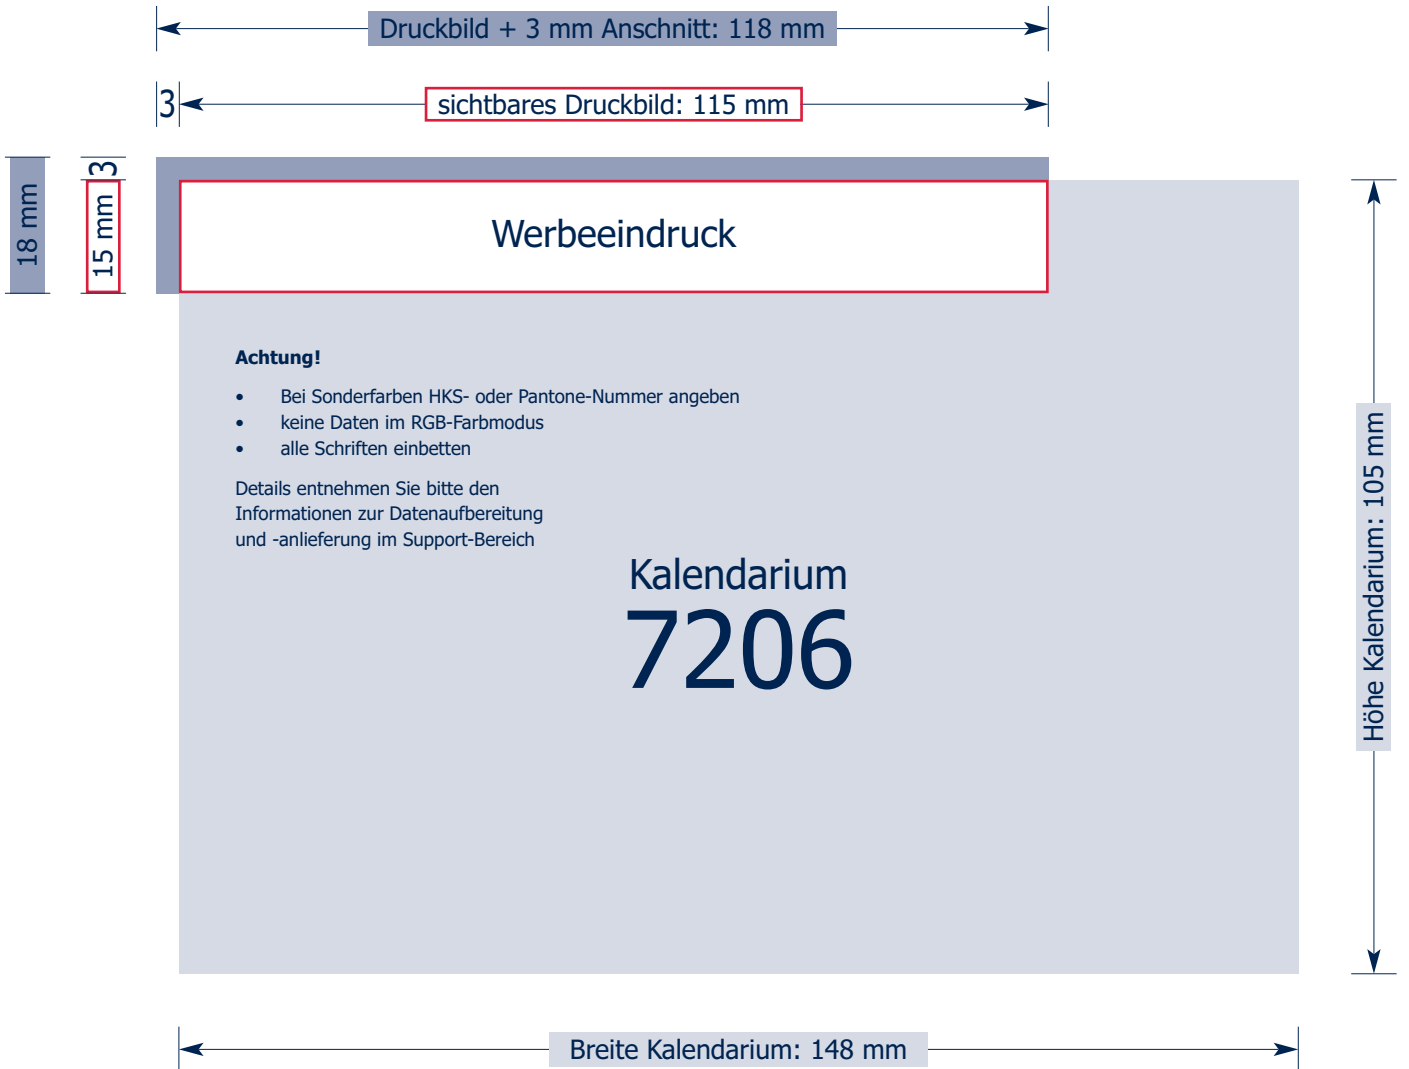 Druckbild + 3 mm Anschnitt: 118 mm
3
sichtbares Druckbild: 115 mm
18 mm
3
15 mm
Werbeeindruck
Achtung!
• Bei Sonderfarben HKS- oder Pantone-Nummer angeben
• keine Daten im RGB-Farbmodus
• alle Schriften einbetten
Details entnehmen Sie bitte den
Informationen zur Datenaufbereitung
und -anlieferung im Support-Bereich
Kalendarium
7206
Höhe Kalendarium: 105 mm
Breite Kalendarium: 148 mm